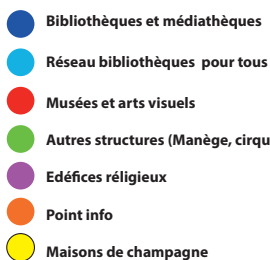 Bibliothèques et médiathèques
Réseau bibliothèques pour tous
Musées et arts visuels
Autres structures (Manège, cirqu
Edéfices réligieux
Point info
Maisons de champagne